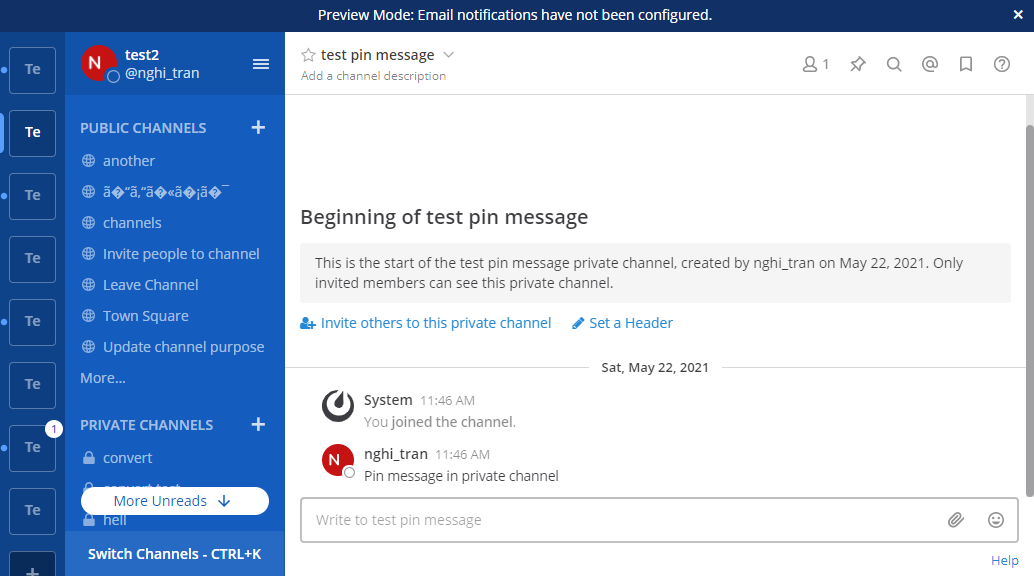 Preview Mode: Email notifications have not been configured.
Te
Te
Te
Te
Te
Te
1
Te
Te
test2
@nghi_tran
N
PUBLIC CHANNELS
another
channels
Invite people to channel
Leave Channel
Town Square
Update channel purpose
More...
PRIVATE CHANNELS
convert
More Unreads
hell
Switch Channels - CTRL+K
test pin message
Add a channel description
1
Beginning of test pin message
This is the start of the test pin message private channel, created by nghi_tran on May 22, 2021. Only
invited members can see this private channel.
Invite others to this private channel
Set a Header
Sat, May 22, 2021
System 11:46 AM
You joined the channel.
N
nghi_tran 11:46 AM
Pin message in private channel
Write to test pin message
Help